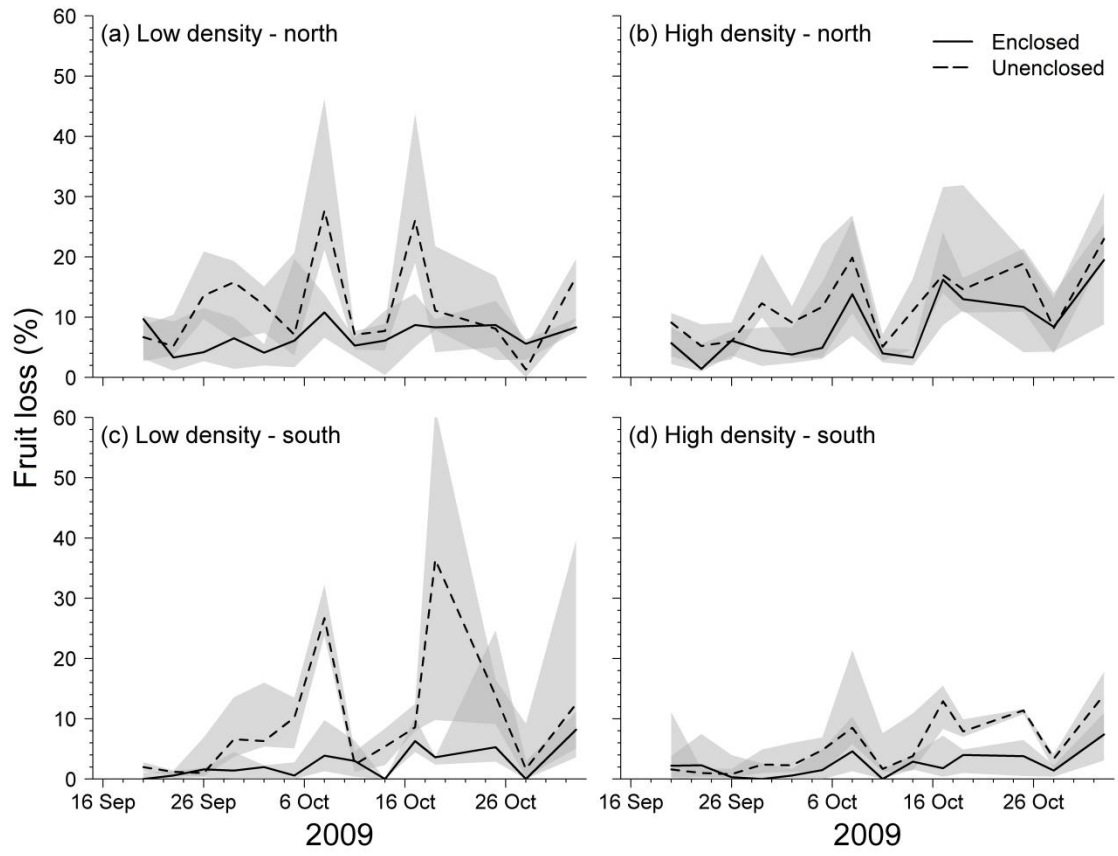 (a) Low density - north
(b) High density - north
Enclosed
Unenclosed
60
50
40
30
20
10
0
Fruit loss (%)
(c) Low density - south
(d) High density - south
60
50
40
30
20
10
0
16 Sep 26 Sep 6 Oct 16 Oct 26 Oct
16 Sep 26 Sep 6 Oct 16 Oct 26 Oct
2009
2009